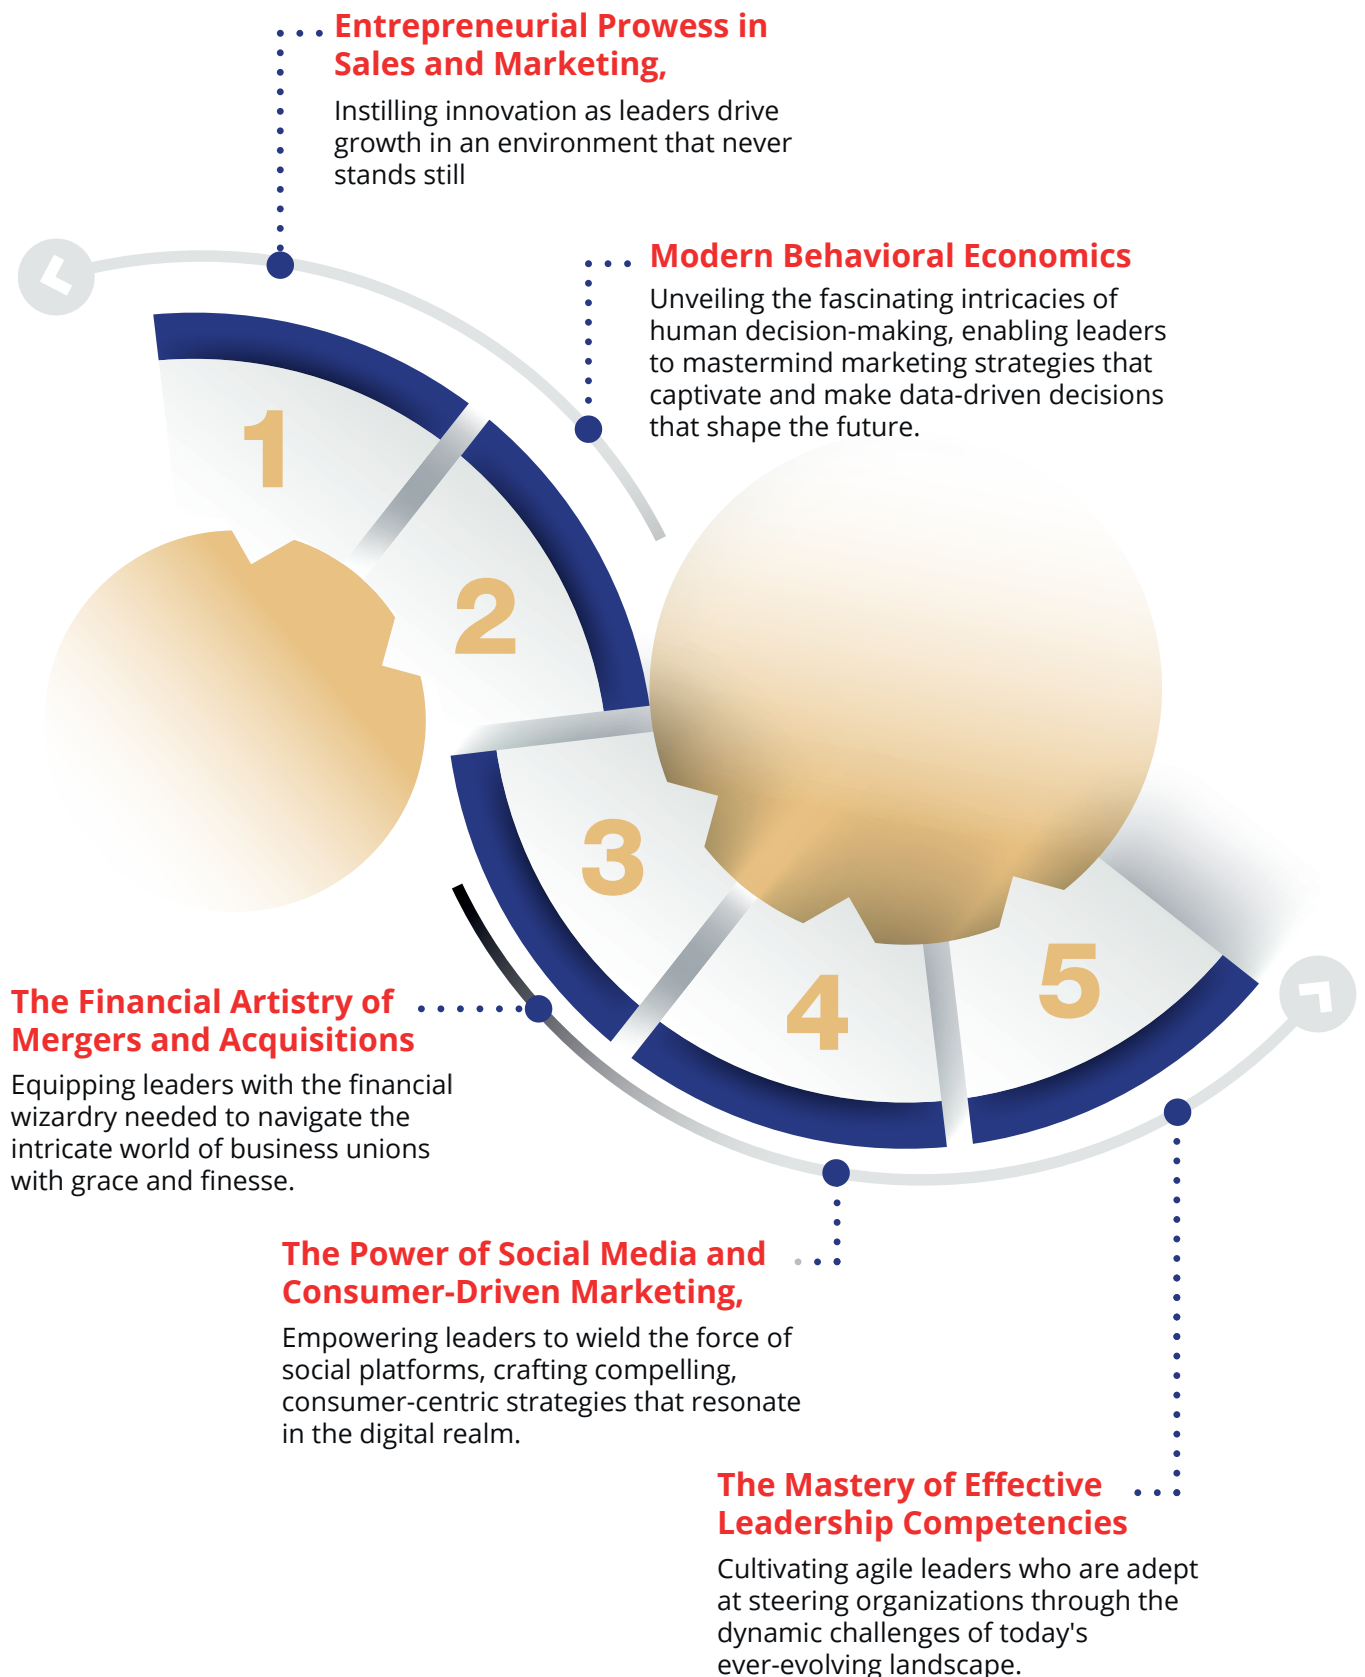 Entrepreneurial Prowess in
Sales and Marketing,
Instilling innovation as leaders drive
growth in an environment that never
stands still
Modern Behavioral Economics
Unveiling the fascinating intricacies of
human decision-making, enabling leaders
to mastermind marketing strategies that
captivate and make data-driven decisions
that shape the future.
1
2
3
4
5
The Financial Artistry of
Mergers and Acquisitions
Equipping leaders with the financial
wizardry needed to navigate the
intricate world of business unions
with grace and finesse.
The Power of Social Media and
Consumer-Driven Marketing,
Empowering leaders to wield the force of
social platforms, crafting compelling,
consumer-centric strategies that resonate
in the digital realm.
The Mastery of Effective
Leadership Competencies
Cultivating agile leaders who are adept
at steering organizations through the
dynamic challenges of today's
ever-evolving landscape.